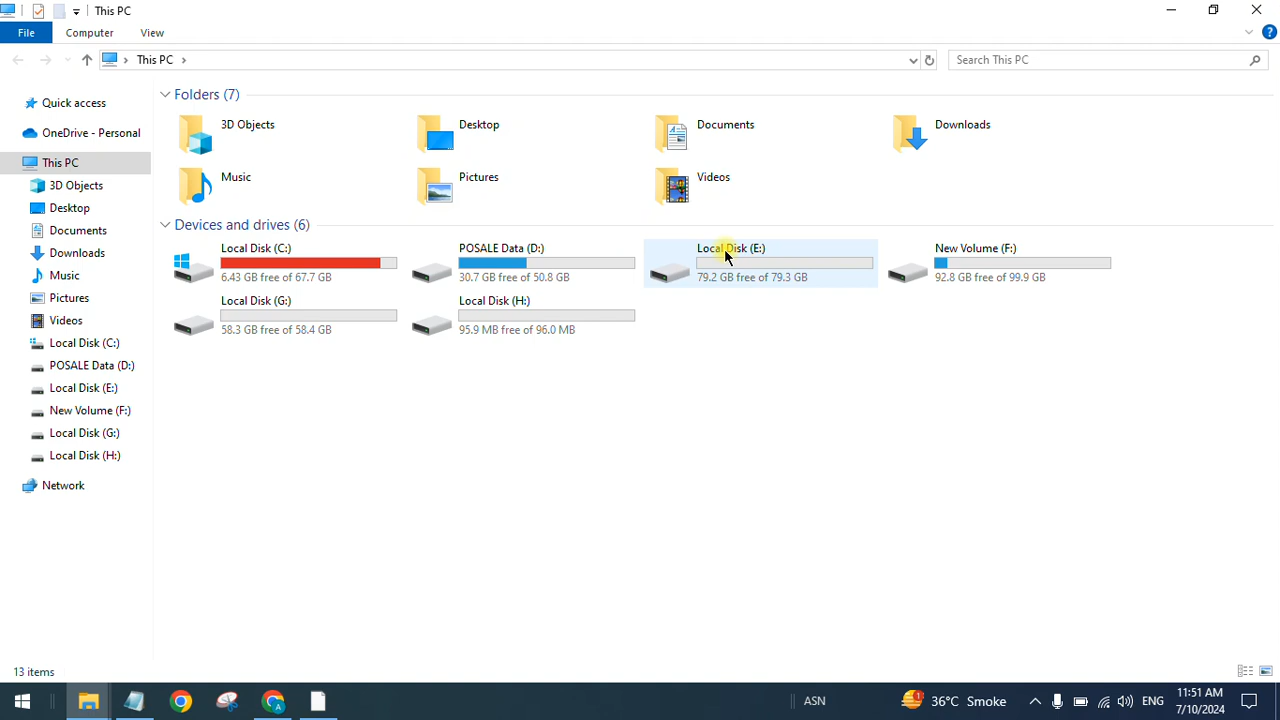 This PC
File Computer View
This PC
Search This PC
Quick access
OneDrive - Personal
This PC
3D Objects
Desktop
Documents
Downloads
Music
Pictures
Videos
Local Disk (C:)
POSALE Data (D:)
Local Disk (E:)
New Volume (F:)
Local Disk (G:)
Local Disk (H:)
Network
Folders (7)
3D Objects Desktop Documents Downloads
Music Pictures Videos
Devices and drives (6)
Local Disk (C:) POSALE Data (D:) Local Disk (E:) New Volume (F:)
6.43 GB free of 67.7 GB 30.7 GB free of 50.8 GB 79.2 GB free of 79.3 GB 92.8 GB free of 99.9 GB
Local Disk (G:) Local Disk (H:)
58.3 GB free of 58.4 GB 95.9 MB free of 96.0 MB
13 items
ASN 1 36°C Smoke ENG 11:51 AM
7/10/2024